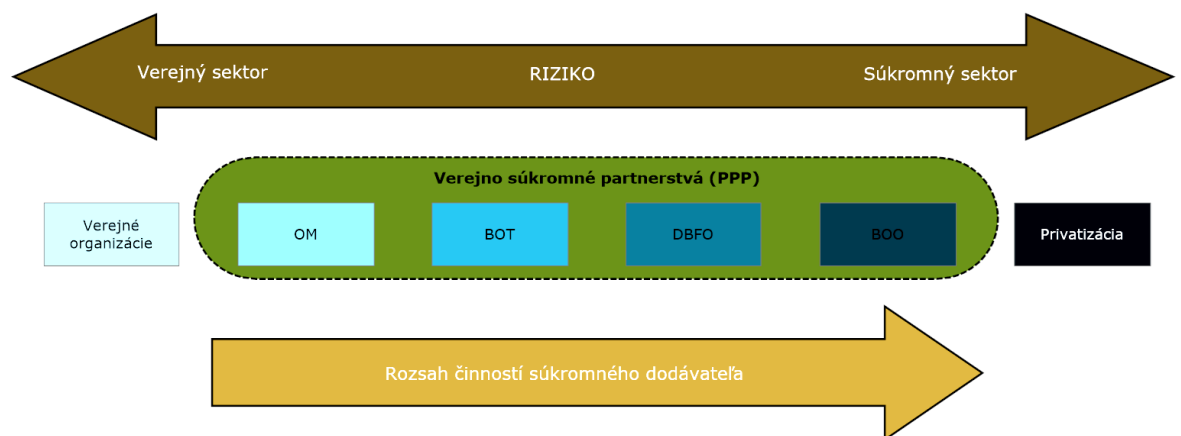 Verejný sektor RIZIKO Súkromný sektor
Verejno súkromné partnerstvá (PPP)
Verejné
organizácie
OM
BOT
DBFO
BOO
Privatizácia
Rozsah činností súkromného dodávateľa